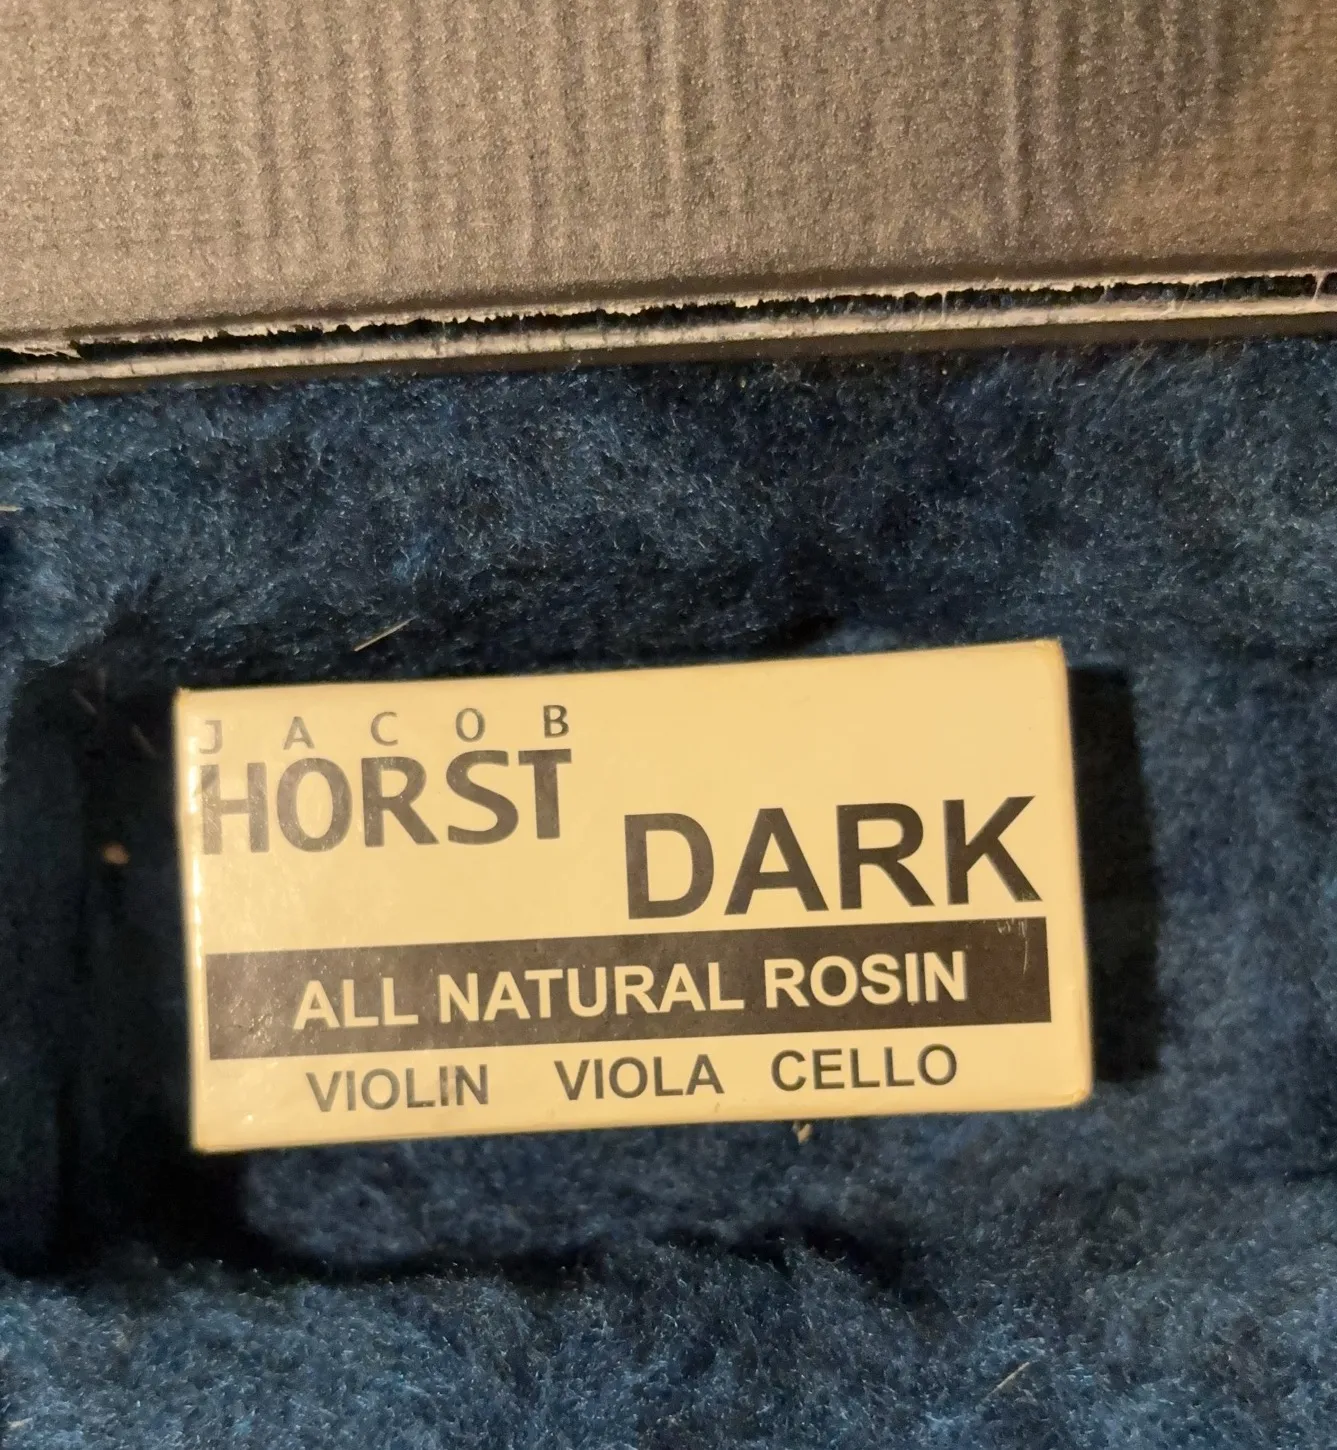 JACOB
HORST
DARK
ALL NATURAL ROSIN
VIOLIN VIOLA CELLO